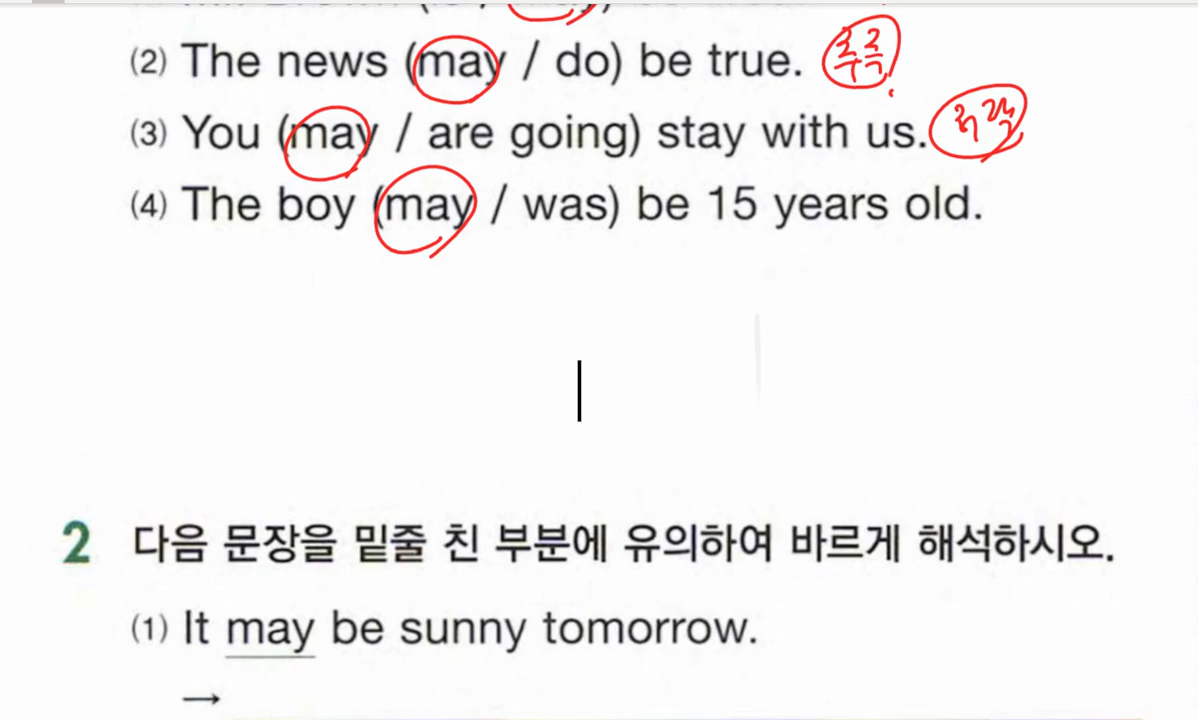 (2) The news (may / do) be true. 추측!
(3) You (may / are going) stay with us. 허락
(4) The boy (may / was) be 15 years old.
2 다음 문장을 밑줄 친 부분에 유의하여 바르게 해석하시오.
(1) It may be sunny tomorrow.
→